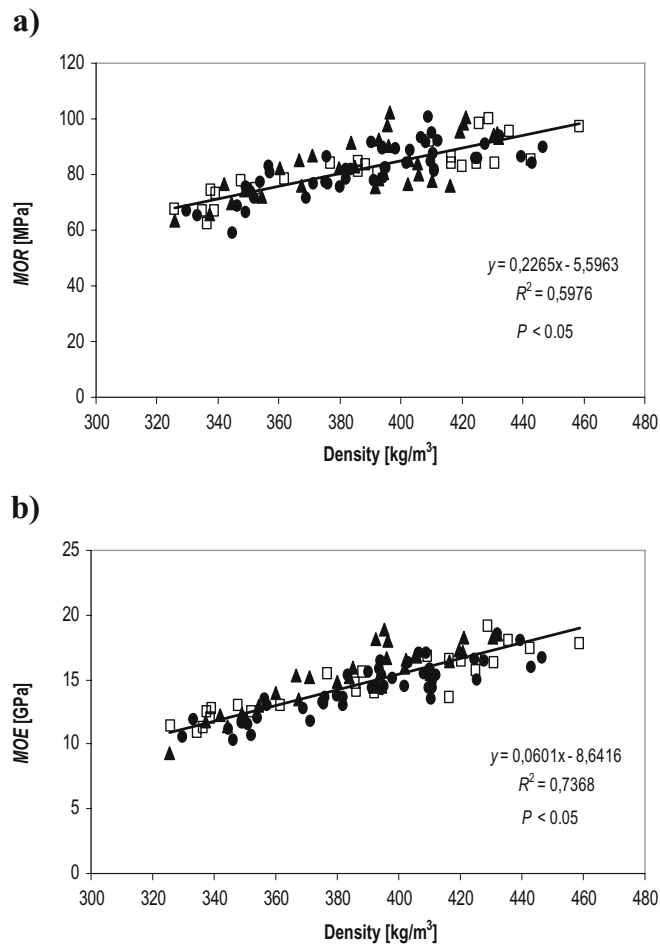 a)
120
100
80
60
40
20
0
MOR [MPa]
y = 0,2265x - 5,5963
R² = 0,5976
P < 0.05
300 320 340 360 380 400 420 440 460 480
Density [kg/m³]
b)
25
20
15
10
5
0
MOE [GPa]
y = 0,0601x - 8,6416
R² = 0,7368
P < 0.05
300 320 340 360 380 400 420 440 460 480
Density [kg/m³]